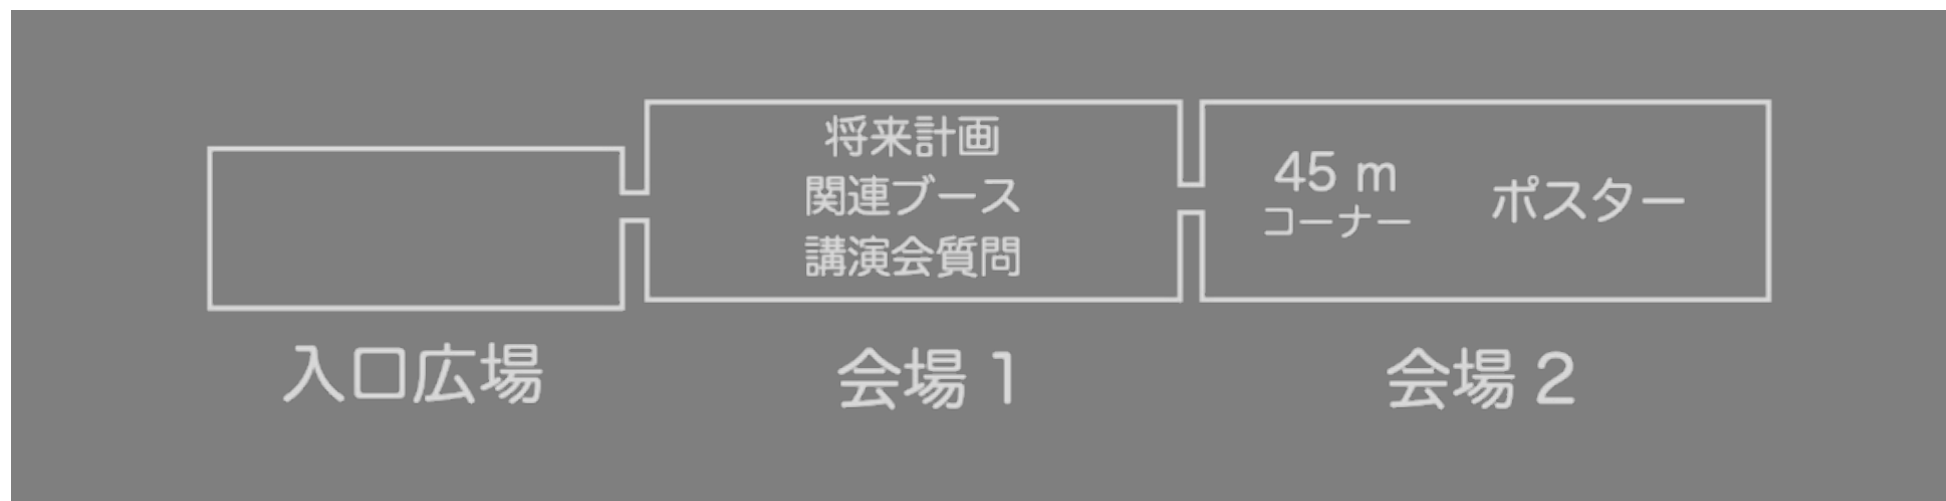 将来計画
関連ブース
講演会質問
45 m
コーナー
ポスター
入口広場
会場 1
会場 2